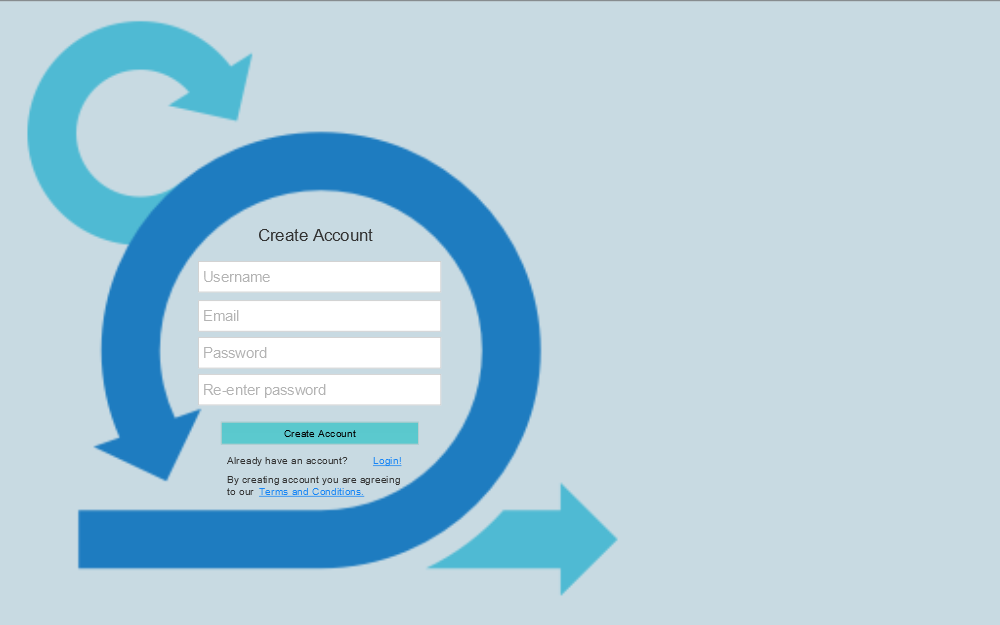 Create Account
Username
Email
Password
Re-enter password
Create Account
Already have an account? Login!
By creating account you are agreeing
to our Terms and Conditions.